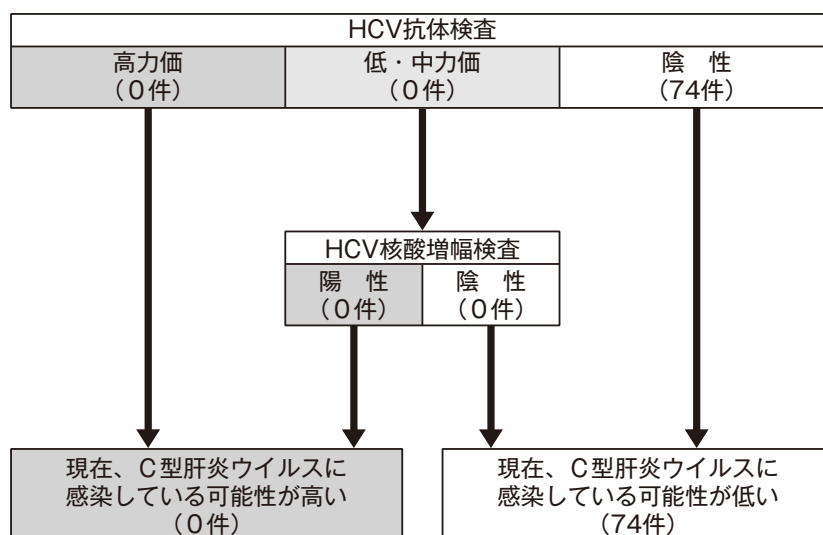 HCV抗体検査
高力価
（0件）
低・中力価
（0件）
陰　性
（74件）
HCV核酸増幅検査
陽　性
（0件）
陰　性
（0件）
現在、C型肝炎ウイルスに
感染している可能性が高い
（0件）
現在、C型肝炎ウイルスに
感染している可能性が低い
（74件）